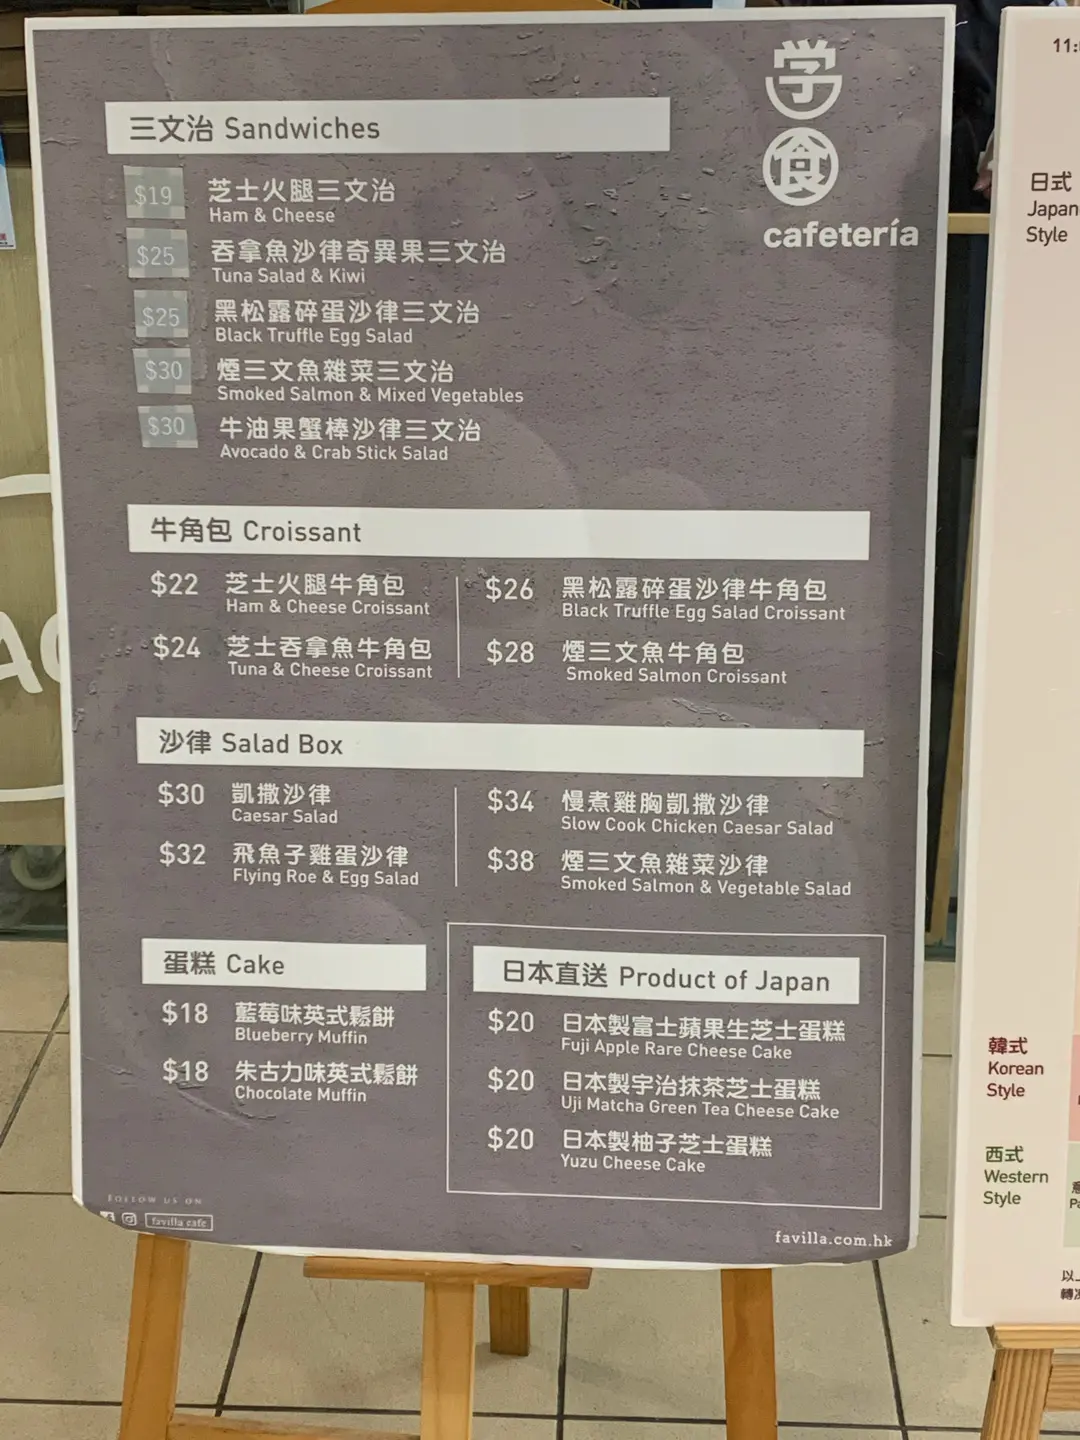 学
食
cafetería
三文治 Sandwiches
$19 芝士火腿三文治
Ham & Cheese
$25 吞拿魚沙律奇異果三文治
Tuna Salad & Kiwi
$25 黑松露碎蛋沙律三文治
Black Truffle Egg Salad
$30 煙三文魚雜菜三文治
Smoked Salmon & Mixed Vegetables
$30 牛油果蟹棒沙律三文治
Avocado & Crab Stick Salad
牛角包 Croissant
$22 芝士火腿牛角包
Ham & Cheese Croissant
$24 芝士吞拿魚牛角包
Tuna & Cheese Croissant
$26 黑松露碎蛋沙律牛角包
Black Truffle Egg Salad Croissant
$28 煙三文魚牛角包
Smoked Salmon Croissant
沙律 Salad Box
$30 凱撒沙律
Caesar Salad
$32 飛魚子雞蛋沙律
Flying Roe & Egg Salad
$34 慢煮雞胸凱撒沙律
Slow Cook Chicken Caesar Salad
$38 煙三文魚雜菜沙律
Smoked Salmon & Vegetable Salad
蛋糕 Cake
$18 藍莓味英式鬆餅
Blueberry Muffin
$18 朱古力味英式鬆餅
Chocolate Muffin
日本直送 Product of Japan
$20 日本製富士蘋果生芝士蛋糕
Fuji Apple Rare Cheese Cake
$20 日本製宇治抹茶芝士蛋糕
Uji Matcha Green Tea Cheese Cake
$20 日本製柚子芝士蛋糕
Yuzu Cheese Cake
FOLLOW US ON
favilla cafe
favilla.com.hk
日式
Japan
Style
韓式
Korean
Style
西式
Western
Style